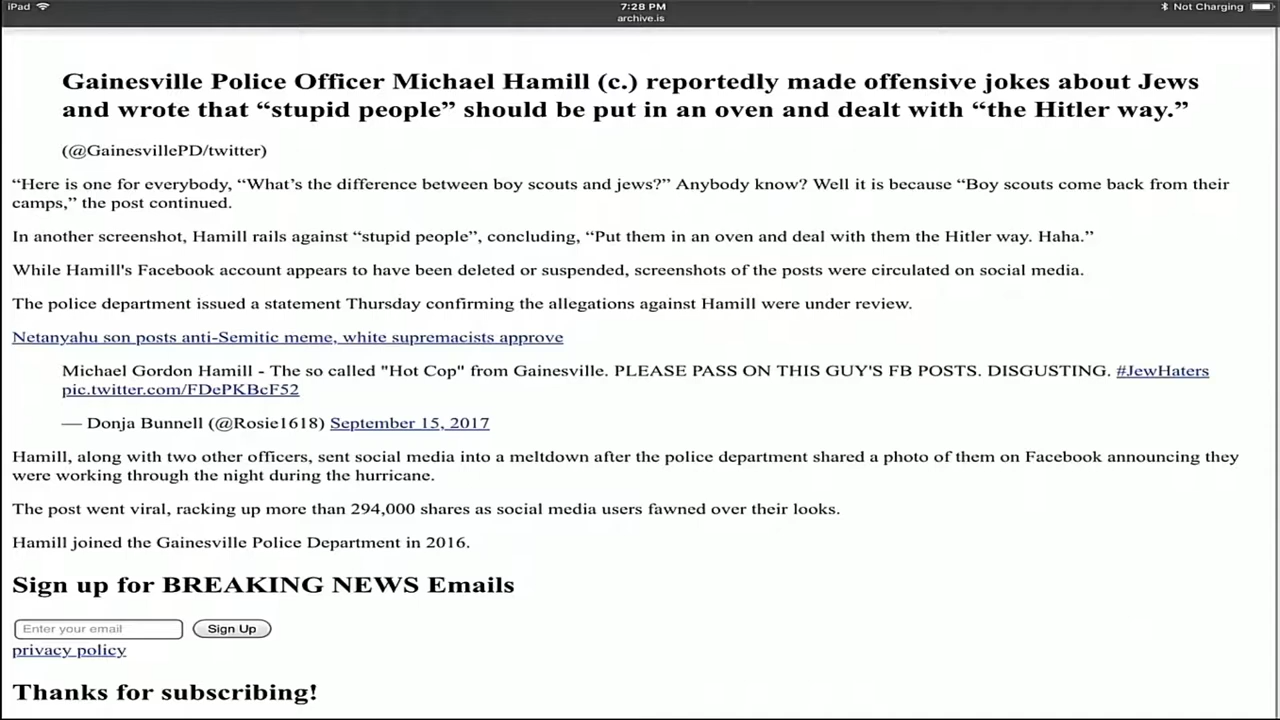 iPad 7:28 PM Not Charging
archive.is
Gainesville Police Officer Michael Hamill (c.) reportedly made offensive jokes about Jews
and wrote that “stupid people” should be put in an oven and dealt with “the Hitler way.”
(@GainesvillePD/twitter)
“Here is one for everybody, “What’s the difference between boy scouts and jews?” Anybody know? Well it is because “Boy scouts come back from their
camps,” the post continued.
In another screenshot, Hamill rails against “stupid people”, concluding, “Put them in an oven and deal with them the Hitler way. Haha.”
While Hamill's Facebook account appears to have been deleted or suspended, screenshots of the posts were circulated on social media.
The police department issued a statement Thursday confirming the allegations against Hamill were under review.
Netanyahu son posts anti-Semitic meme, white supremacists approve
Michael Gordon Hamill - The so called "Hot Cop" from Gainesville. PLEASE PASS ON THIS GUY'S FB POSTS. DISGUSTING. #JewHaters
pic.twitter.com/FDePKBcF52
— Donja Bunnell (@Rosie1618) September 15, 2017
Hamill, along with two other officers, sent social media into a meltdown after the police department shared a photo of them on Facebook announcing they
were working through the night during the hurricane.
The post went viral, racking up more than 294,000 shares as social media users fawned over their looks.
Hamill joined the Gainesville Police Department in 2016.
Sign up for BREAKING NEWS Emails
Enter your email Sign Up
privacy policy
Thanks for subscribing!